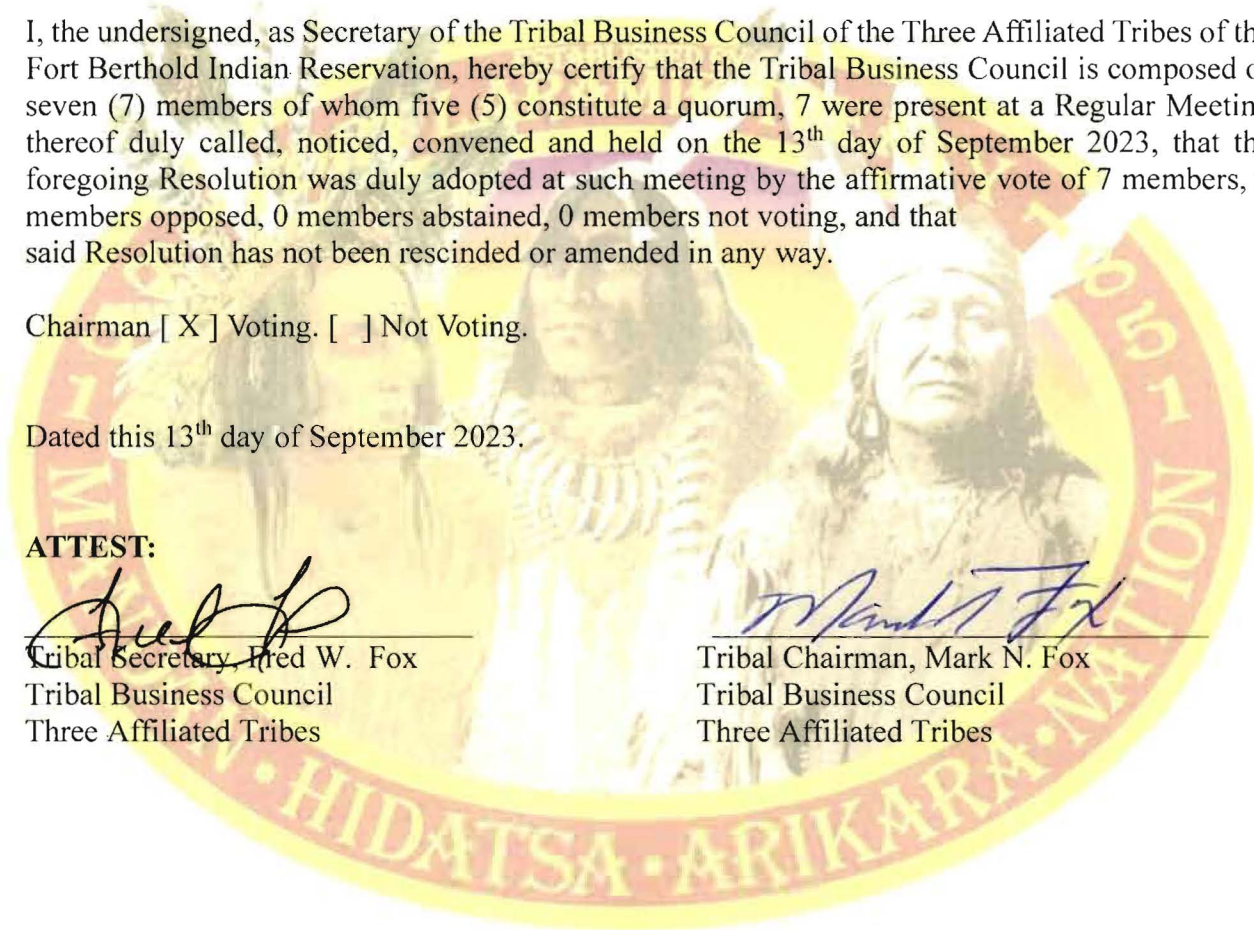 I, the undersigned, as Secretary of the Tribal Business Council of the Three Affiliated Tribes of th
Fort Berthold Indian Reservation, hereby certify that the Tribal Business Council is composed o
seven (7) members of whom five (5) constitute a quorum, 7 were present at a Regular Meetin
thereof duly called, noticed, convened and held on the 13th day of September 2023, that th
foregoing Resolution was duly adopted at such meeting by the affirmative vote of 7 members,
members opposed, 0 members abstained, 0 members not voting, and that
said Resolution has not been rescinded or amended in any way.
Chairman [ X ] Voting. [ ] Not Voting.
Dated this 13th day of September 2023.
ATTEST:
Tribal Secretary, Fred W. Fox
Tribal Business Council
Three Affiliated Tribes
Mark N Fox
Tribal Chairman, Mark N. Fox
Tribal Business Council
Three Affiliated Tribes
MANDAN • HIDATSA • ARIKARA • NATION
1851